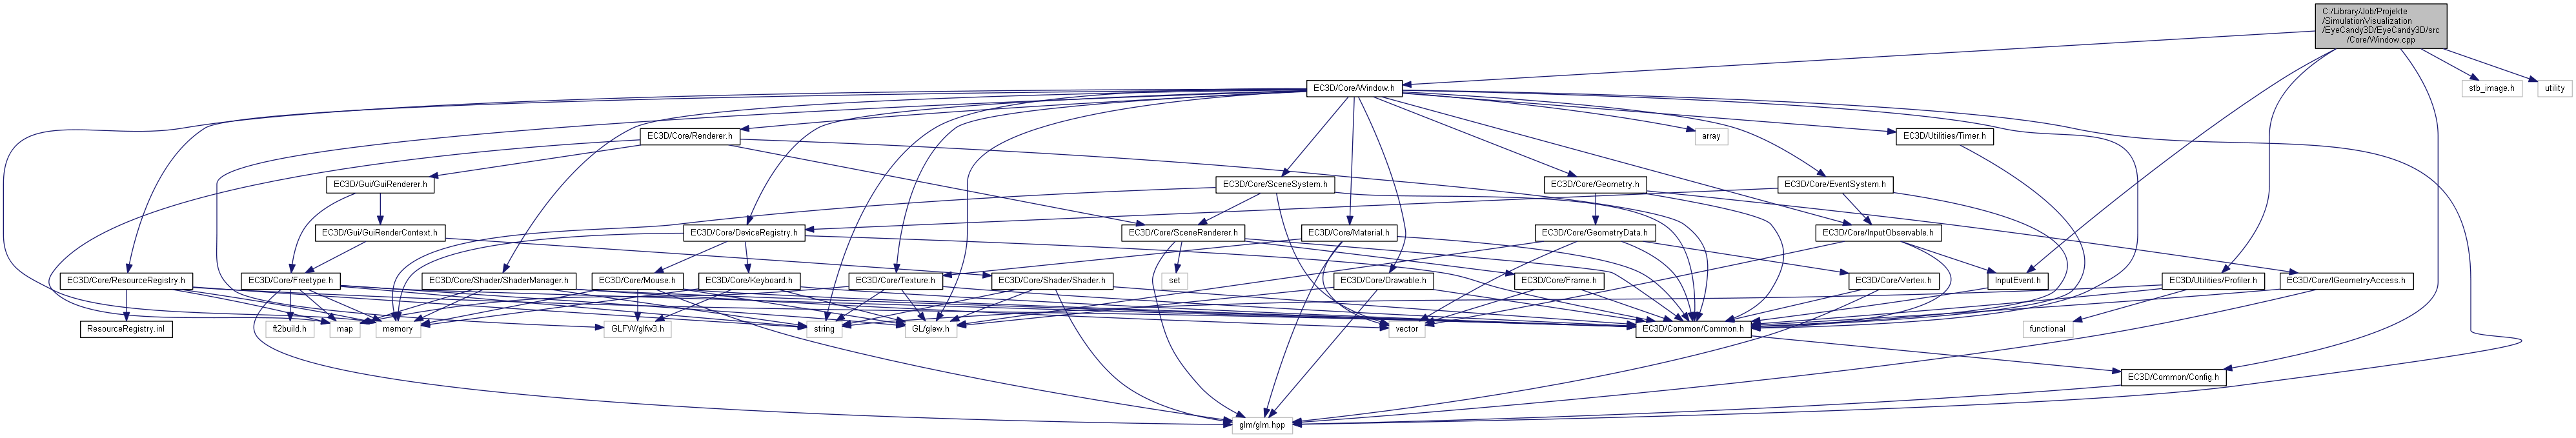 C:/Library/Job/Projekte
/SimulationVisualization
/EyeCandy3D/EyeCandy3D/src
/Core/Window.cpp
EC3D/Core/Window.h
stb_image.h
utility
EC3D/Core/Renderer.h
array
EC3D/Utilities/Timer.h
EC3D/Gui/GuiRenderer.h
EC3D/Core/SceneSystem.h
EC3D/Core/Geometry.h
EC3D/Core/EventSystem.h
EC3D/Gui/GuiRenderContext.h
EC3D/Core/DeviceRegistry.h
EC3D/Core/SceneRenderer.h
EC3D/Core/Material.h
EC3D/Core/GeometryData.h
EC3D/Core/InputObservable.h
EC3D/Core/ResourceRegistry.h
EC3D/Core/Freetype.h
EC3D/Core/Shader/ShaderManager.h
EC3D/Core/Mouse.h
EC3D/Core/Keyboard.h
EC3D/Core/Texture.h
EC3D/Core/Shader/Shader.h
set
EC3D/Core/Drawable.h
EC3D/Core/Frame.h
EC3D/Core/Vertex.h
InputEvent.h
EC3D/Utilities/Profiler.h
EC3D/Core/IGeometryAccess.h
ResourceRegistry.inl
ft2build.h
map
memory
GLFW/glfw3.h
string
GL/glew.h
vector
EC3D/Common/Common.h
functional
EC3D/Common/Config.h
glm/glm.hpp